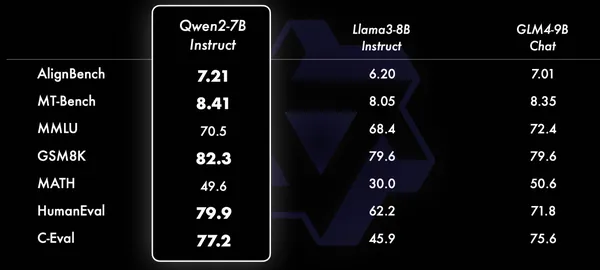 Qwen2-7B Instruct Llama3-8B Instruct GLM4-9B Chat
AlignBench 7.21 6.20 7.01
MT-Bench 8.41 8.05 8.35
MMLU 70.5 68.4 72.4
GSM8K 82.3 79.6 79.6
MATH 49.6 30.0 50.6
HumanEval 79.9 62.2 71.8
C-Eval 77.2 45.9 75.6